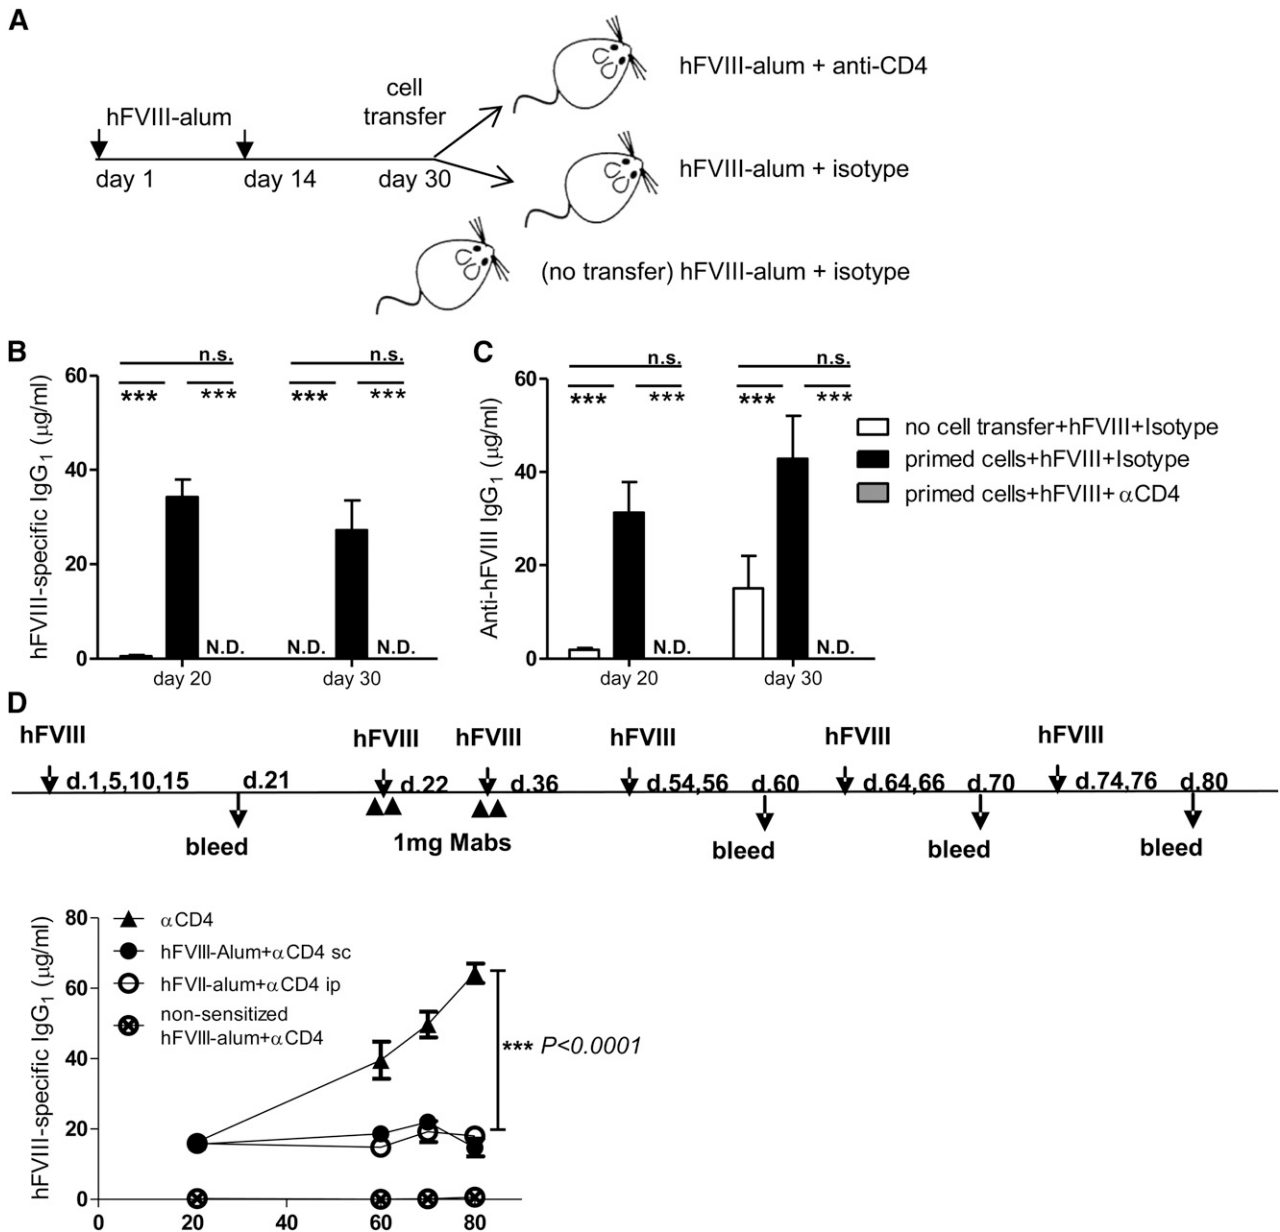 A
hFVIII-alum
cell
transfer
day 1
day 14
day 30
hFVIII-alum + anti-CD4
hFVIII-alum + isotype
(no transfer) hFVIII-alum + isotype
B
hFVIII-specific IgG1 (μg/ml)
n.s. n.s.
*** *** *** ***
60
40
20
0
N.D. N.D. N.D.
day 20 day 30
C
Anti-hFVIII IgG1 (μg/ml)
n.s. n.s.
*** *** *** ***
60
40
20
0
N.D. N.D.
day 20 day 30
no cell transfer+hFVIII+Isotype
primed cells+hFVIII+Isotype
primed cells+hFVIII+ αCD4
D
hFVIII hFVIII hFVIII hFVIII hFVIII hFVIII
d.1,5,10,15 d.21 d.22 d.36 d.54,56 d.60 d.64,66 d.70 d.74,76 d.80
bleed 1mg Mabs bleed bleed bleed
hFVIII-specific IgG1 (μg/ml)
80
60
40
20
0
αCD4
hFVIII-Alum+αCD4 sc
hFVII-alum+αCD4 ip
non-sensitized
hFVIII-alum+αCD4
*** P<0.0001
0 20 40 60 80